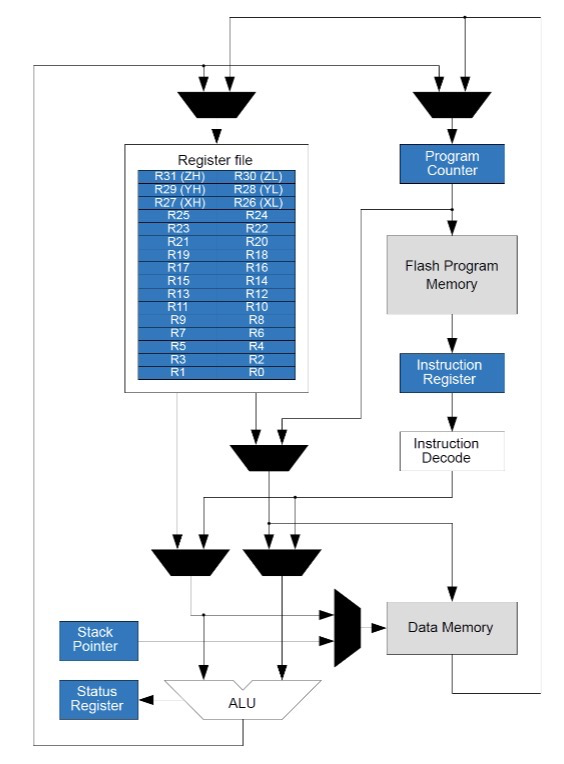 Register file
R31 (ZH) R30 (ZL)
R29 (YH) R28 (YL)
R27 (XH) R26 (XL)
R25 R24
R23 R22
R21 R20
R19 R18
R17 R16
R15 R14
R13 R12
R11 R10
R9 R8
R7 R6
R5 R4
R3 R2
R1 R0
Program
Counter
Flash Program
Memory
Instruction
Register
Instruction
Decode
Stack
Pointer
Data Memory
Status
Register
ALU